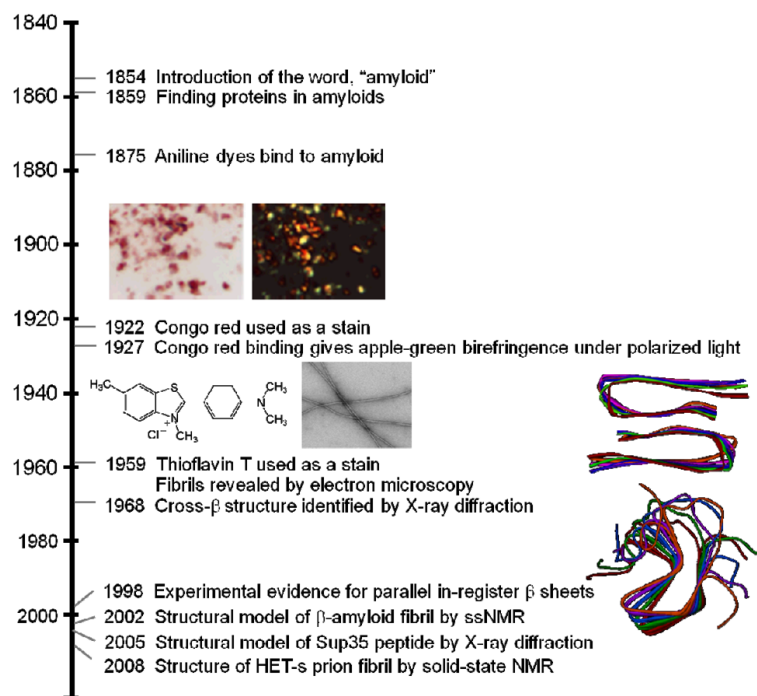 1840
1854 Introduction of the word, “amyloid”
1860
1859 Finding proteins in amyloids
1875 Aniline dyes bind to amyloid
1880
1900
1920
1922 Congo red used as a stain
1927 Congo red binding gives apple-green birefringence under polarized light
1940
H₃C
S
N
+
CH₃
Cl⁻
CH₃
N
CH₃
1960
1959 Thioflavin T used as a stain
Fibrils revealed by electron microscopy
1968 Cross-β structure identified by X-ray diffraction
1980
1998 Experimental evidence for parallel in-register β sheets
2000
2002 Structural model of β-amyloid fibril by ssNMR
2005 Structural model of Sup35 peptide by X-ray diffraction
2008 Structure of HET-s prion fibril by solid-state NMR